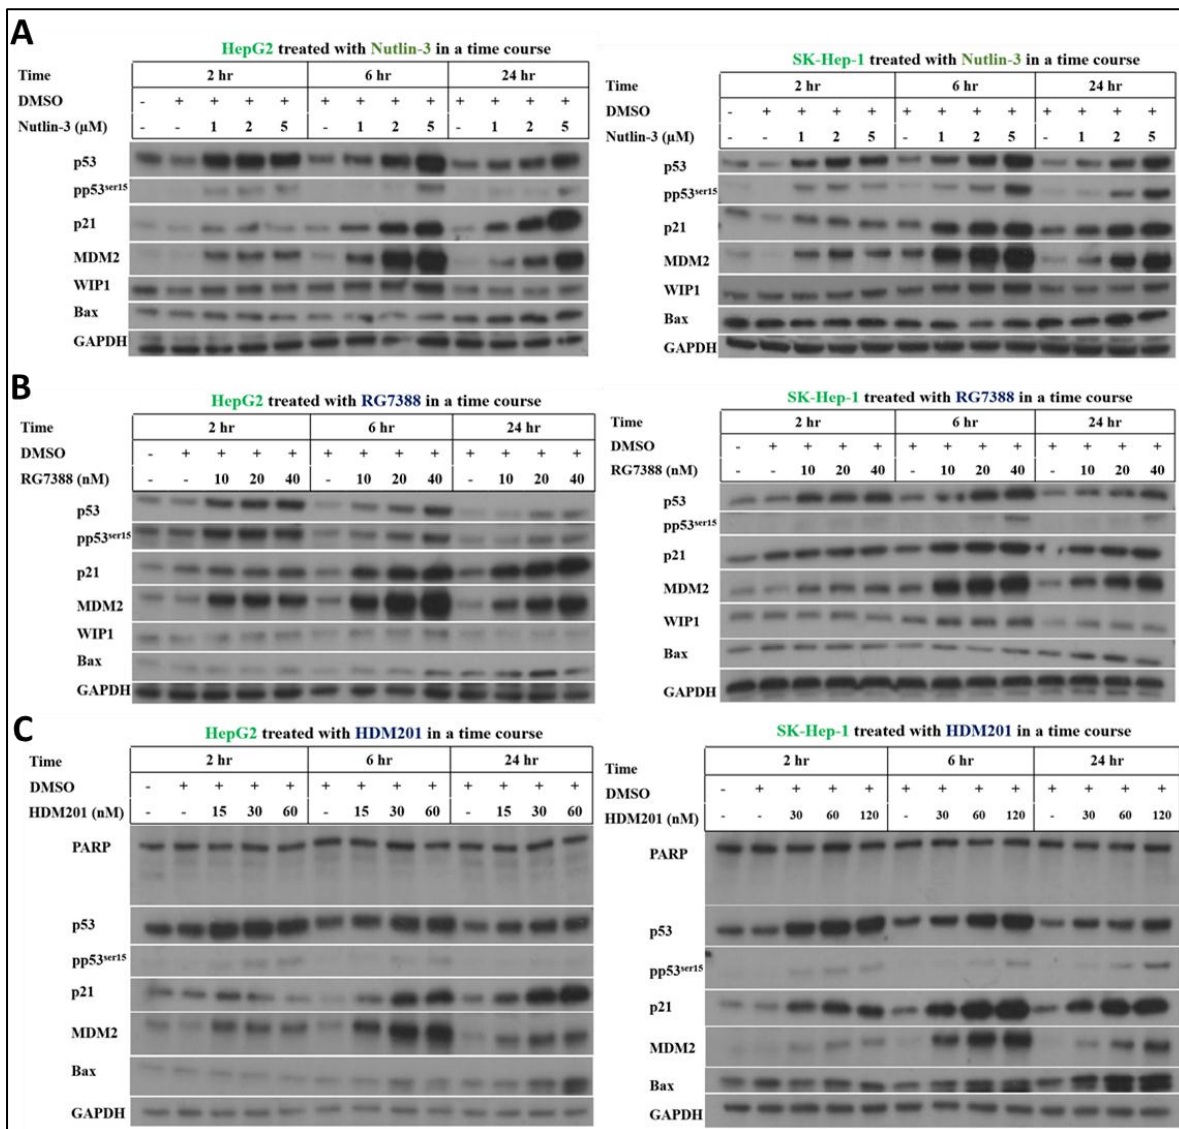 A
HepG2 treated with Nutlin-3 in a time course
Time 2 hr 6 hr 24 hr
DMSO - + + + + + + + + + + + +
Nutlin-3 (µM) - - 1 2 5 - 1 2 5 - 1 2 5
p53
pp53ser15
p21
MDM2
WIP1
Bax
GAPDH
SK-Hep-1 treated with Nutlin-3 in a time course
Time 2 hr 6 hr 24 hr
DMSO - + + + + + + + + + + + +
Nutlin-3 (µM) - - 1 2 5 - 1 2 5 - 1 2 5
p53
pp53ser15
p21
MDM2
WIP1
Bax
GAPDH
B
HepG2 treated with RG7388 in a time course
Time 2 hr 6 hr 24 hr
DMSO - + + + + + + + + + + + +
RG7388 (nM) - - 10 20 40 - 10 20 40 - 10 20 40
p53
pp53ser15
p21
MDM2
WIP1
Bax
GAPDH
SK-Hep-1 treated with RG7388 in a time course
Time 2 hr 6 hr 24 hr
DMSO - + + + + + + + + + + + +
RG7388 (nM) - - 10 20 40 - 10 20 40 - 10 20 40
p53
pp53ser15
p21
MDM2
WIP1
Bax
GAPDH
C
HepG2 treated with HDM201 in a time course
Time 2 hr 6 hr 24 hr
DMSO - + + + + + + + + + + + +
HDM201 (nM) - - 15 30 60 - 15 30 60 - 15 30 60
PARP
p53
pp53ser15
p21
MDM2
Bax
GAPDH
SK-Hep-1 treated with HDM201 in a time course
Time 2 hr 6 hr 24 hr
DMSO - + + + + + + + + + + + +
HDM201 (nM) - - 30 60 120 - 30 60 120 - 30 60 120
PARP
p53
pp53ser15
p21
MDM2
Bax
GAPDH